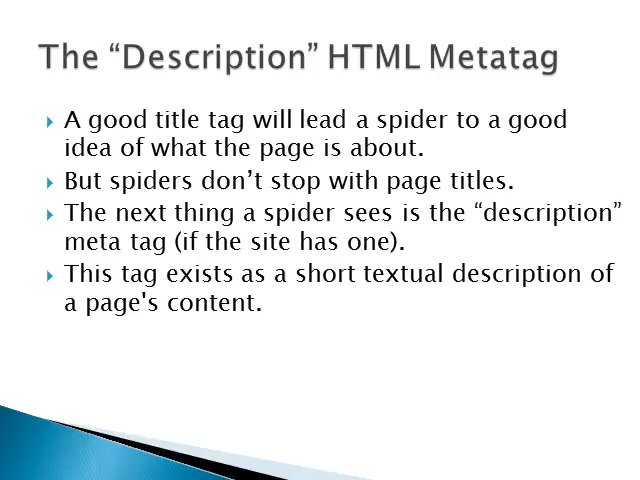 The “Description” HTML Metatag
A good title tag will lead a spider to a good
idea of what the page is about.
But spiders don’t stop with page titles.
The next thing a spider sees is the “description”
meta tag (if the site has one).
This tag exists as a short textual description of
a page's content.